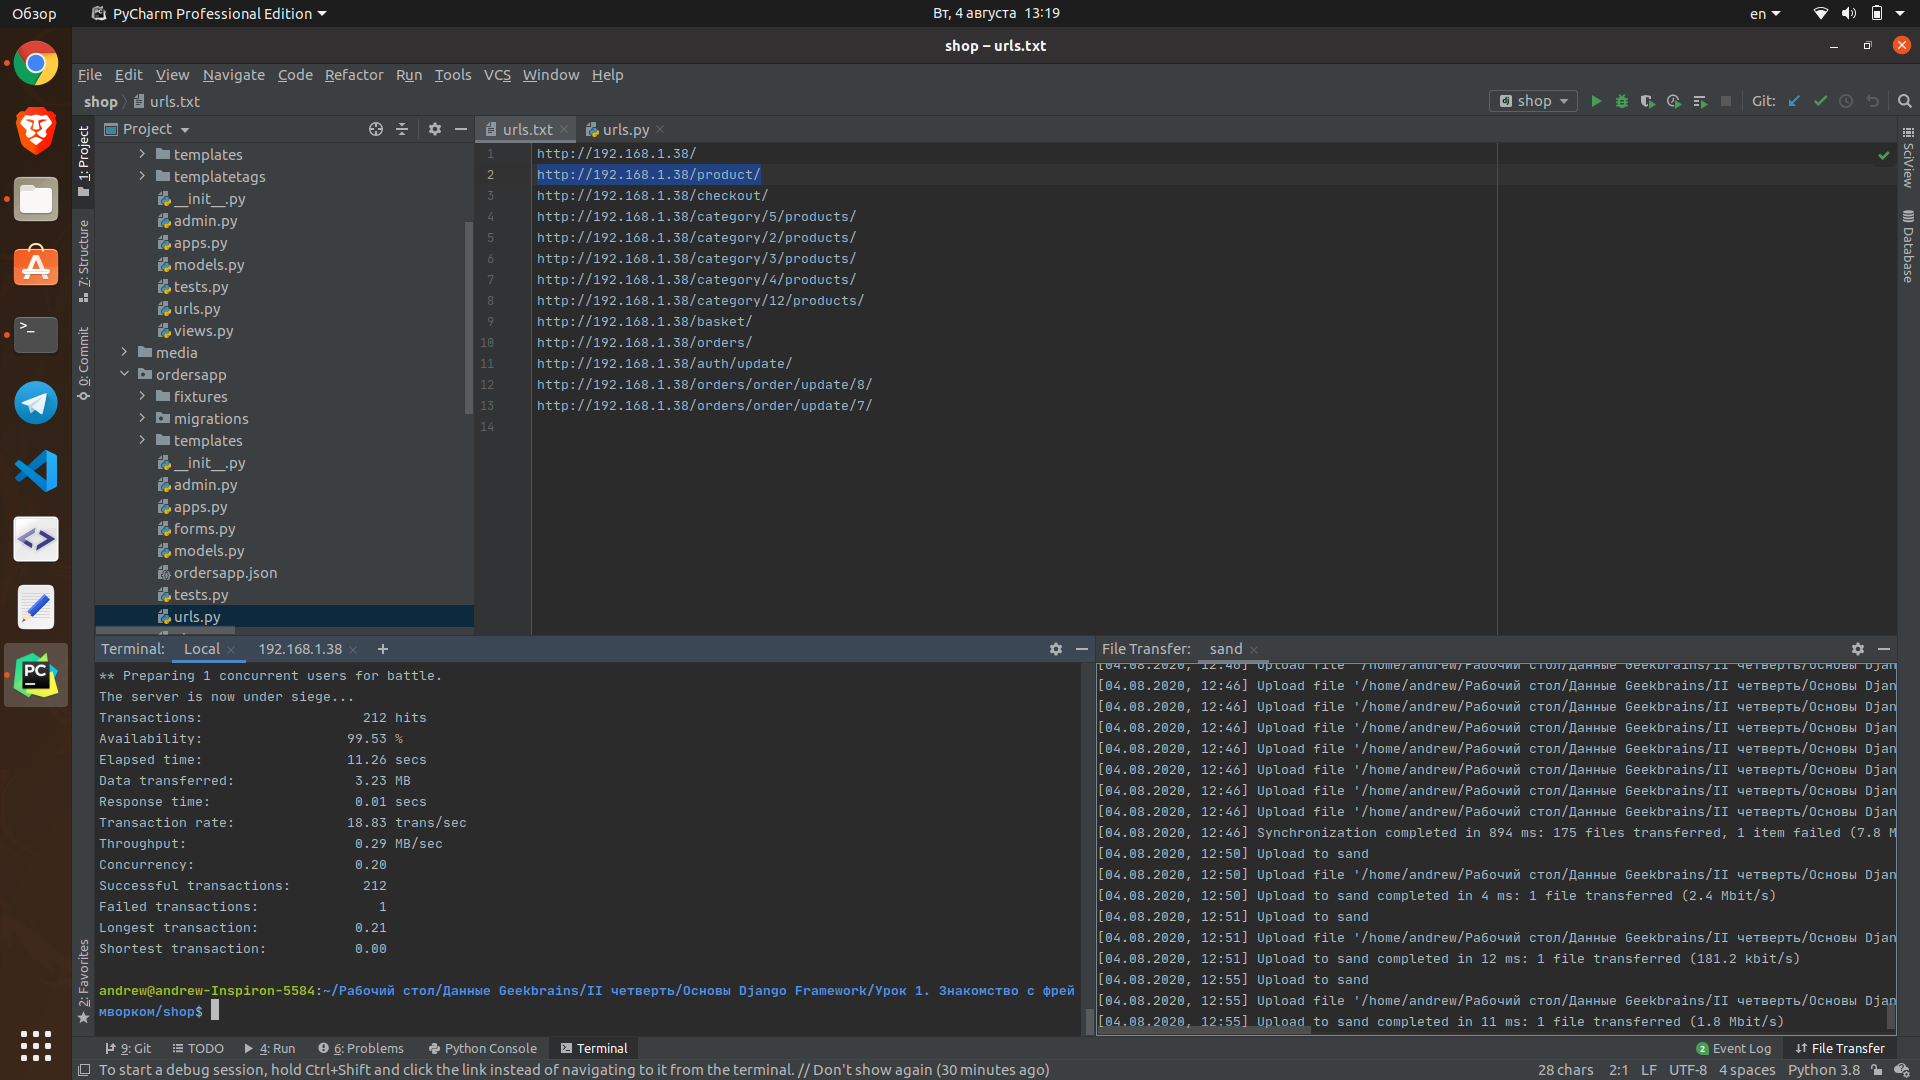 Обзор
PyCharm Professional Edition
Вт, 4 августа 13:19
en
shop – urls.txt
File Edit View Navigate Code Refactor Run Tools VCS Window Help
shop urls.txt
shop
Git:
Project
urls.txt
urls.py
1: Project
7: Structure
0: Commit
2: Favorites
SciView
Database
templates
templatetags
__init__.py
admin.py
apps.py
models.py
tests.py
urls.py
views.py
media
ordersapp
fixtures
migrations
templates
__init__.py
admin.py
apps.py
forms.py
models.py
ordersapp.json
tests.py
urls.py
1 http://192.168.1.38/
2 http://192.168.1.38/product/
3 http://192.168.1.38/checkout/
4 http://192.168.1.38/category/5/products/
5 http://192.168.1.38/category/2/products/
6 http://192.168.1.38/category/3/products/
7 http://192.168.1.38/category/4/products/
8 http://192.168.1.38/category/12/products/
9 http://192.168.1.38/basket/
10 http://192.168.1.38/orders/
11 http://192.168.1.38/auth/update/
12 http://192.168.1.38/orders/order/update/8/
13 http://192.168.1.38/orders/order/update/7/
14
Terminal: Local 192.168.1.38
** Preparing 1 concurrent users for battle.
The server is now under siege...
Transactions: 212 hits
Availability: 99.53 %
Elapsed time: 11.26 secs
Data transferred: 3.23 MB
Response time: 0.01 secs
Transaction rate: 18.83 trans/sec
Throughput: 0.29 MB/sec
Concurrency: 0.20
Successful transactions: 212
Failed transactions: 1
Longest transaction: 0.21
Shortest transaction: 0.00
andrew@andrew-Inspiron-5584:~/Рабочий стол/Данные Geekbrains/II четверть/Основы Django Framework/Урок 1. Знакомство с фрей
мворком/shop$
File Transfer: sand
[04.08.2020, 12:46] Upload file '/home/andrew/Рабочий стол/Данные Geekbrains/II четверть/Основы Djan
[04.08.2020, 12:46] Upload file '/home/andrew/Рабочий стол/Данные Geekbrains/II четверть/Основы Djan
[04.08.2020, 12:46] Upload file '/home/andrew/Рабочий стол/Данные Geekbrains/II четверть/Основы Djan
[04.08.2020, 12:46] Upload file '/home/andrew/Рабочий стол/Данные Geekbrains/II четверть/Основы Djan
[04.08.2020, 12:46] Upload file '/home/andrew/Рабочий стол/Данные Geekbrains/II четверть/Основы Djan
[04.08.2020, 12:46] Upload file '/home/andrew/Рабочий стол/Данные Geekbrains/II четверть/Основы Djan
[04.08.2020, 12:46] Upload file '/home/andrew/Рабочий стол/Данные Geekbrains/II четверть/Основы Djan
[04.08.2020, 12:46] Upload file '/home/andrew/Рабочий стол/Данные Geekbrains/II четверть/Основы Djan
[04.08.2020, 12:46] Synchronization completed in 894 ms: 175 files transferred, 1 item failed (7.8 M
[04.08.2020, 12:50] Upload to sand
[04.08.2020, 12:50] Upload file '/home/andrew/Рабочий стол/Данные Geekbrains/II четверть/Основы Djan
[04.08.2020, 12:50] Upload to sand completed in 4 ms: 1 file transferred (2.4 Mbit/s)
[04.08.2020, 12:51] Upload to sand
[04.08.2020, 12:51] Upload file '/home/andrew/Рабочий стол/Данные Geekbrains/II четверть/Основы Djan
[04.08.2020, 12:51] Upload to sand completed in 12 ms: 1 file transferred (181.2 kbit/s)
[04.08.2020, 12:55] Upload to sand
[04.08.2020, 12:55] Upload file '/home/andrew/Рабочий стол/Данные Geekbrains/II четверть/Основы Djan
[04.08.2020, 12:55] Upload to sand completed in 11 ms: 1 file transferred (1.8 Mbit/s)
9: Git TODO 4: Run 6: Problems Python Console Terminal
2 Event Log File Transfer
To start a debug session, hold Ctrl+Shift and click the link instead of navigating to it from the terminal. // Don't show again (30 minutes ago)
28 chars 2:1 LF UTF-8 4 spaces Python 3.8